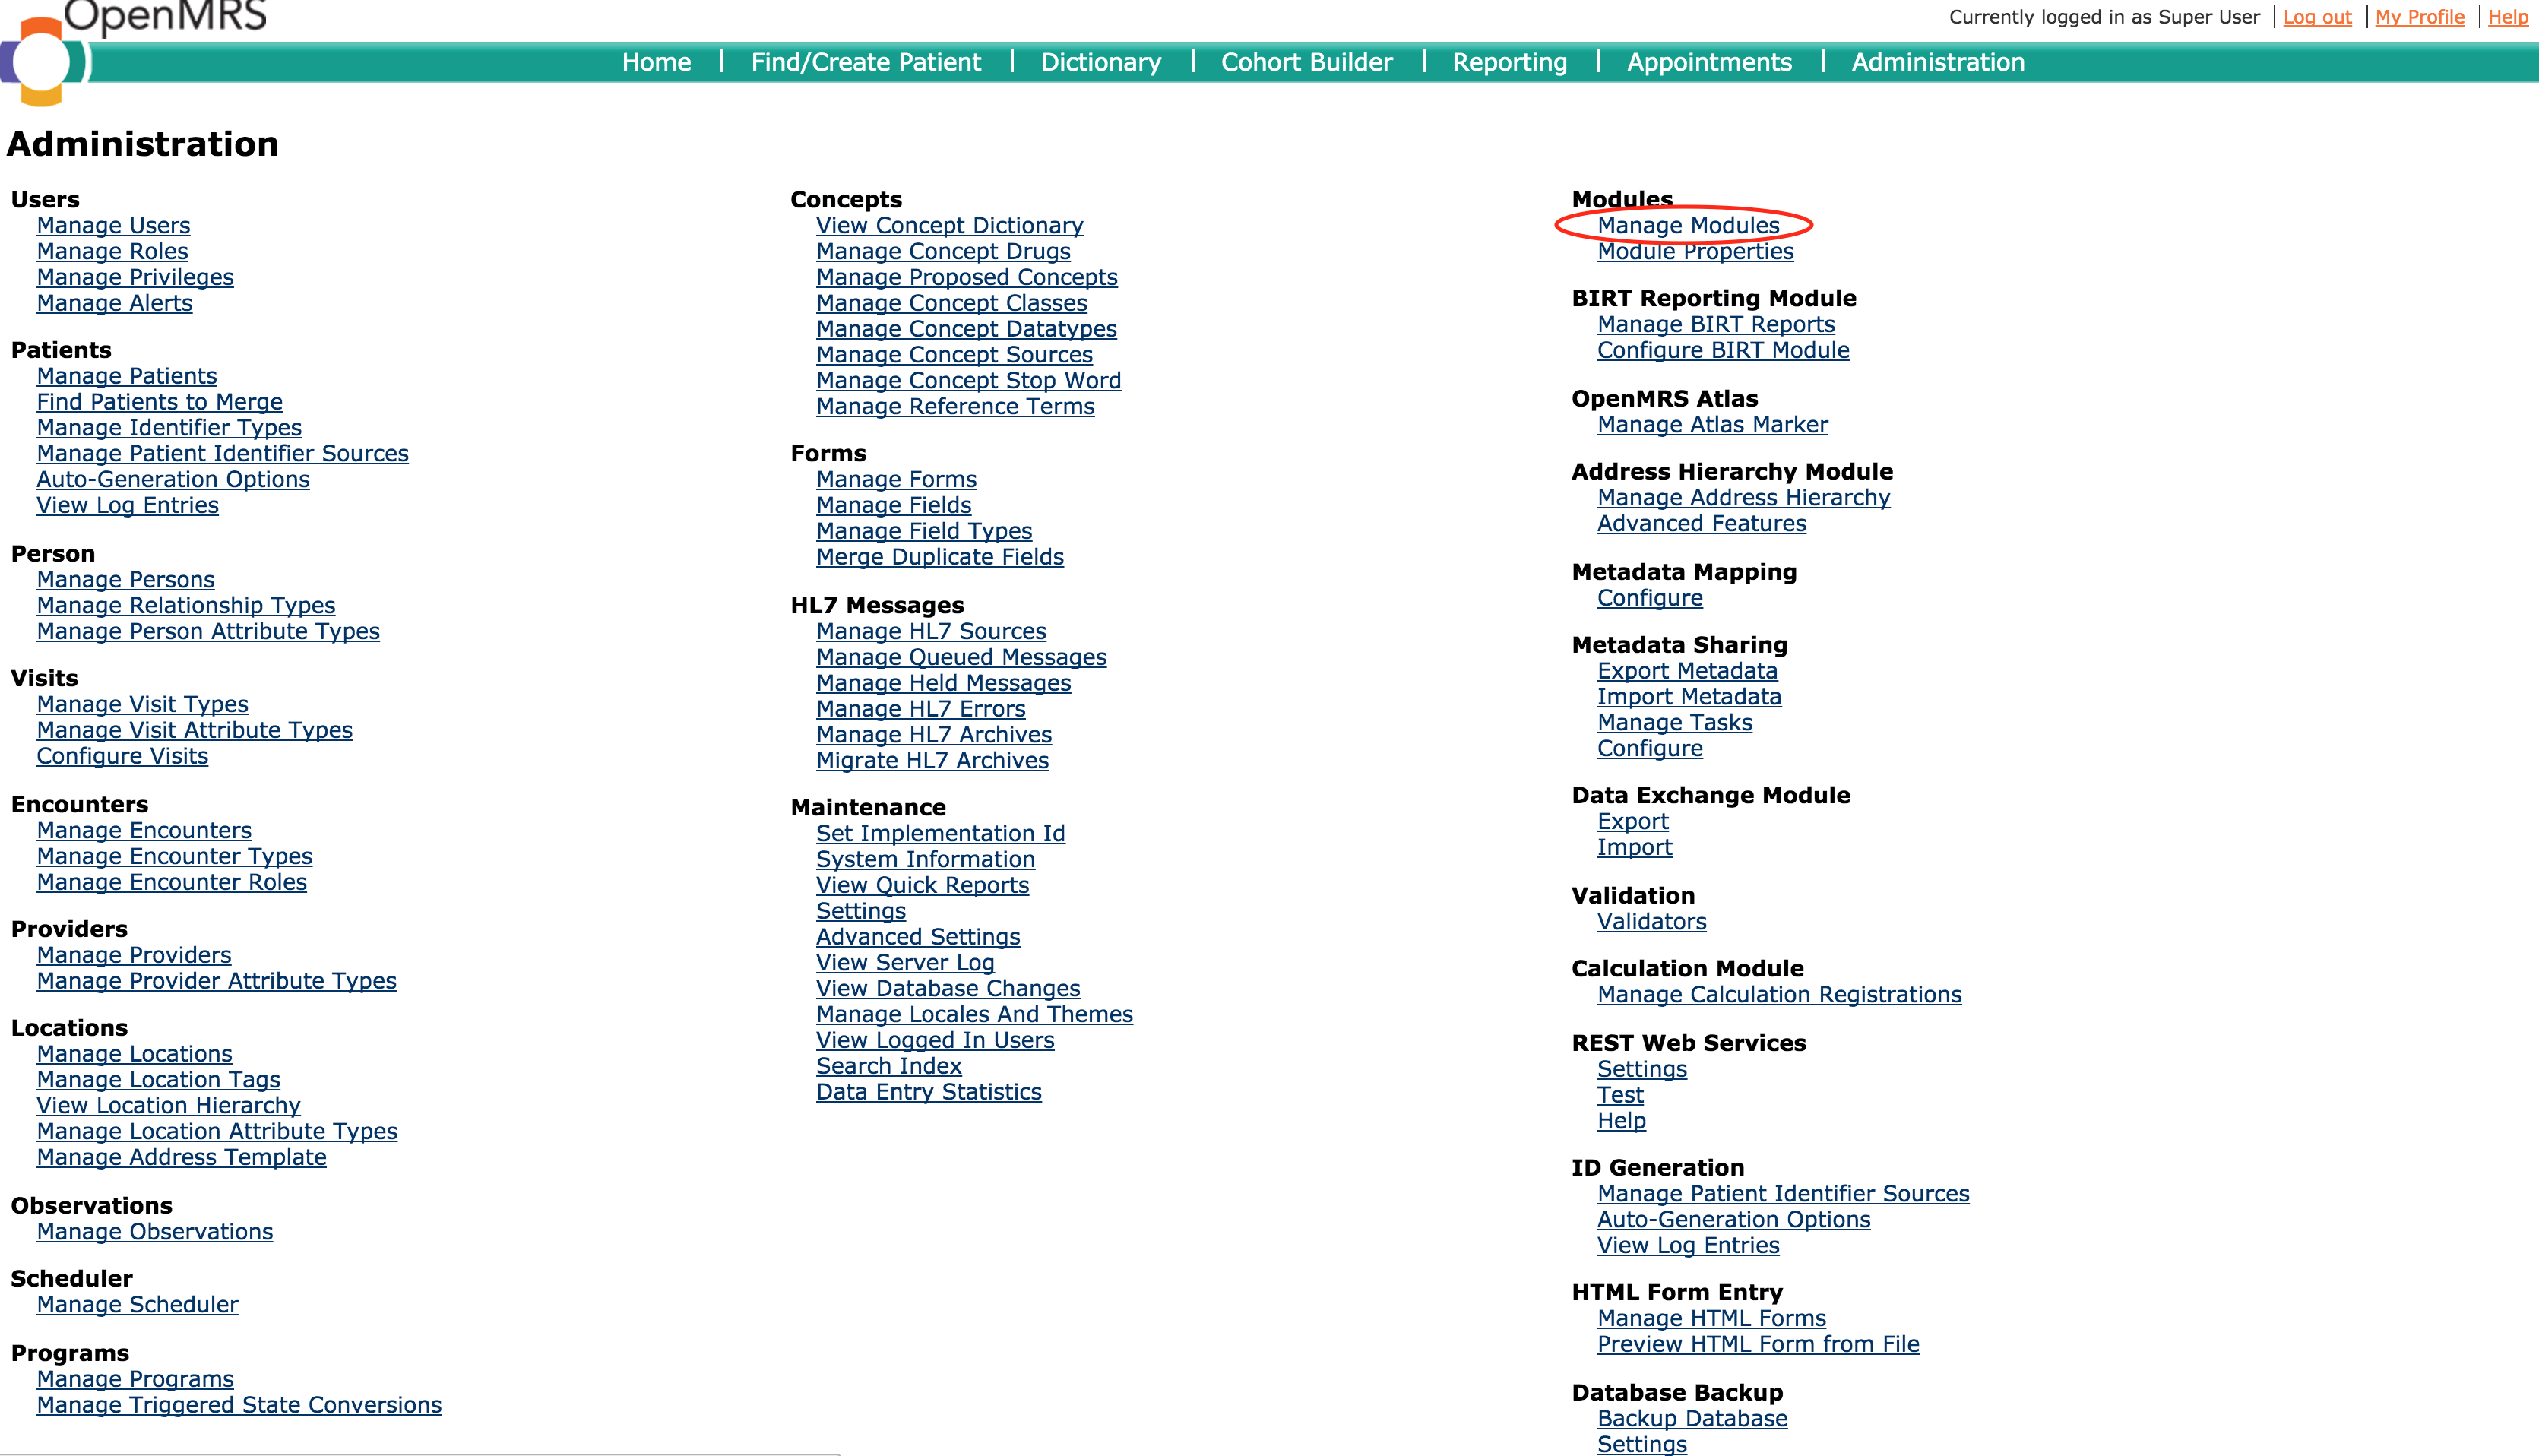 OpenMRS
Currently logged in as Super User | Log out | My Profile | Help
Home | Find/Create Patient | Dictionary | Cohort Builder | Reporting | Appointments | Administration
Administration
Users
Manage Users
Manage Roles
Manage Privileges
Manage Alerts
Patients
Manage Patients
Find Patients to Merge
Manage Identifier Types
Manage Patient Identifier Sources
Auto-Generation Options
View Log Entries
Person
Manage Persons
Manage Relationship Types
Manage Person Attribute Types
Visits
Manage Visit Types
Manage Visit Attribute Types
Configure Visits
Encounters
Manage Encounters
Manage Encounter Types
Manage Encounter Roles
Providers
Manage Providers
Manage Provider Attribute Types
Locations
Manage Locations
Manage Location Tags
View Location Hierarchy
Manage Location Attribute Types
Manage Address Template
Observations
Manage Observations
Scheduler
Manage Scheduler
Programs
Manage Programs
Manage Triggered State Conversions
Concepts
View Concept Dictionary
Manage Concept Drugs
Manage Proposed Concepts
Manage Concept Classes
Manage Concept Datatypes
Manage Concept Sources
Manage Concept Stop Word
Manage Reference Terms
Forms
Manage Forms
Manage Fields
Manage Field Types
Merge Duplicate Fields
HL7 Messages
Manage HL7 Sources
Manage Queued Messages
Manage Held Messages
Manage HL7 Errors
Manage HL7 Archives
Migrate HL7 Archives
Maintenance
Set Implementation Id
System Information
View Quick Reports
Settings
Advanced Settings
View Server Log
View Database Changes
Manage Locales And Themes
View Logged In Users
Search Index
Data Entry Statistics
Modules
Manage Modules
Module Properties
BIRT Reporting Module
Manage BIRT Reports
Configure BIRT Module
OpenMRS Atlas
Manage Atlas Marker
Address Hierarchy Module
Manage Address Hierarchy
Advanced Features
Metadata Mapping
Configure
Metadata Sharing
Export Metadata
Import Metadata
Manage Tasks
Configure
Data Exchange Module
Export
Import
Validation
Validators
Calculation Module
Manage Calculation Registrations
REST Web Services
Settings
Test
Help
ID Generation
Manage Patient Identifier Sources
Auto-Generation Options
View Log Entries
HTML Form Entry
Manage HTML Forms
Preview HTML Form from File
Database Backup
Backup Database
Settings